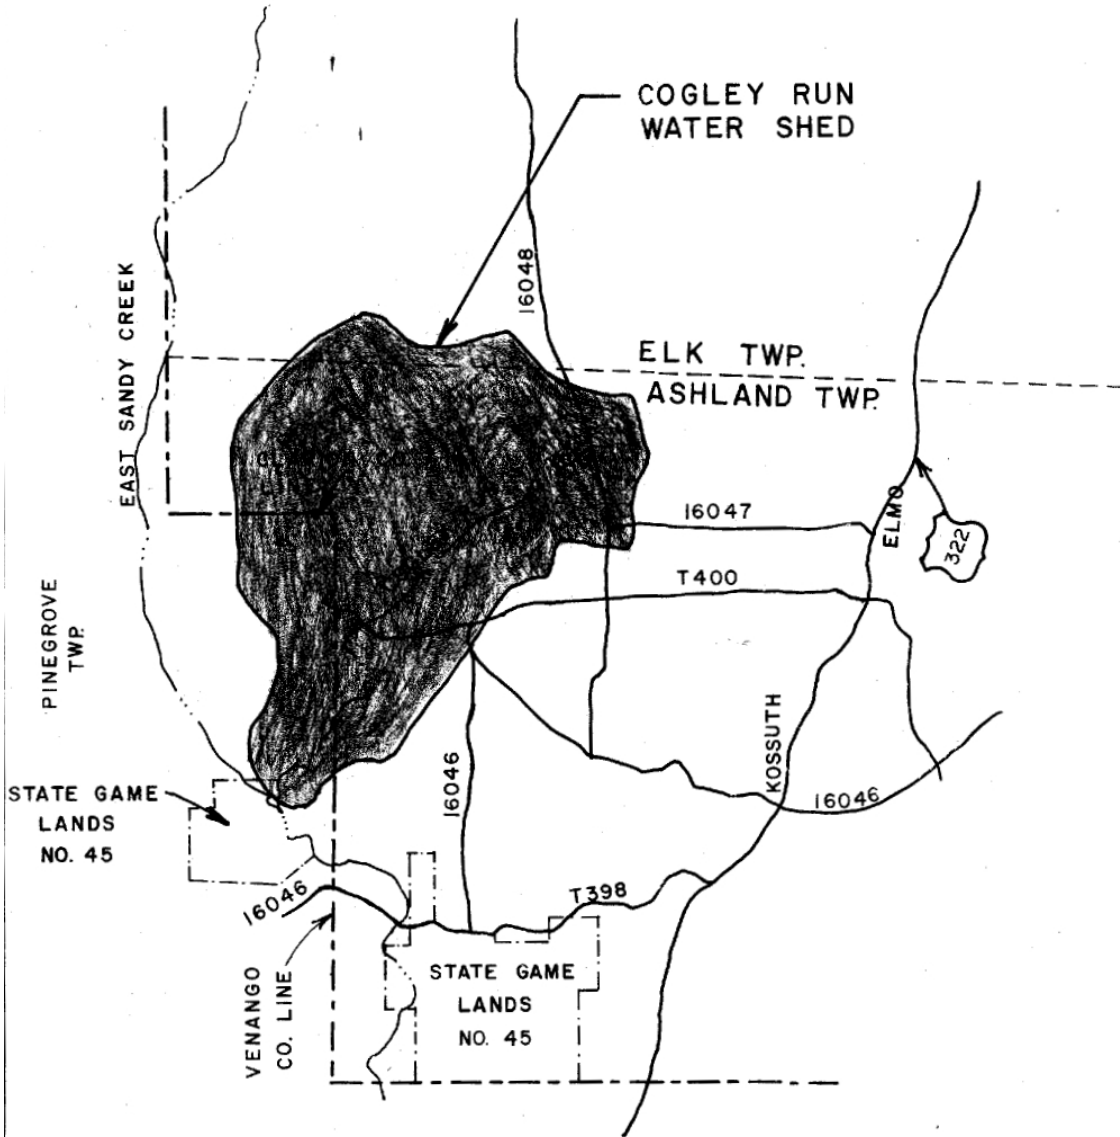 COGLEY RUN
WATER SHED
16048
EAST SANDY CREEK
ELK TWP.
ASHLAND TWP.
16047
ELMO
322
T400
PINEGROVE
TWP.
KOSSUTH
16046
16046
STATE GAME
LANDS
NO. 45
16046
T398
VENANGO
CO. LINE
STATE GAME
LANDS
NO. 45